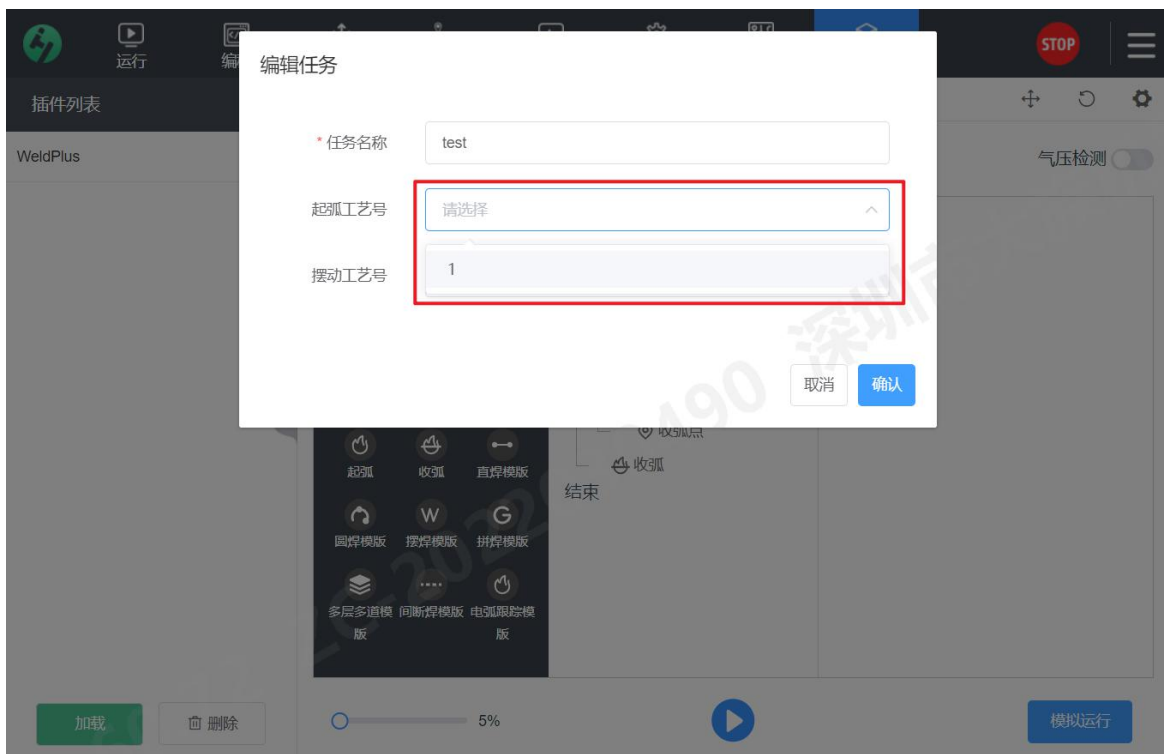 运行
STOP
编辑任务
插件列表
* 任务名称
test
WeldPlus
气压检测
起弧工艺号
请选择
摆动工艺号
1
取消
确认
收弧点
起弧
收弧
直焊模版
收弧
结束
W
G
圆焊模版
摆焊模版
拼焊模版
多层多道模版
间断焊模版
电弧跟踪模版
加载
删除
5%
模拟运行